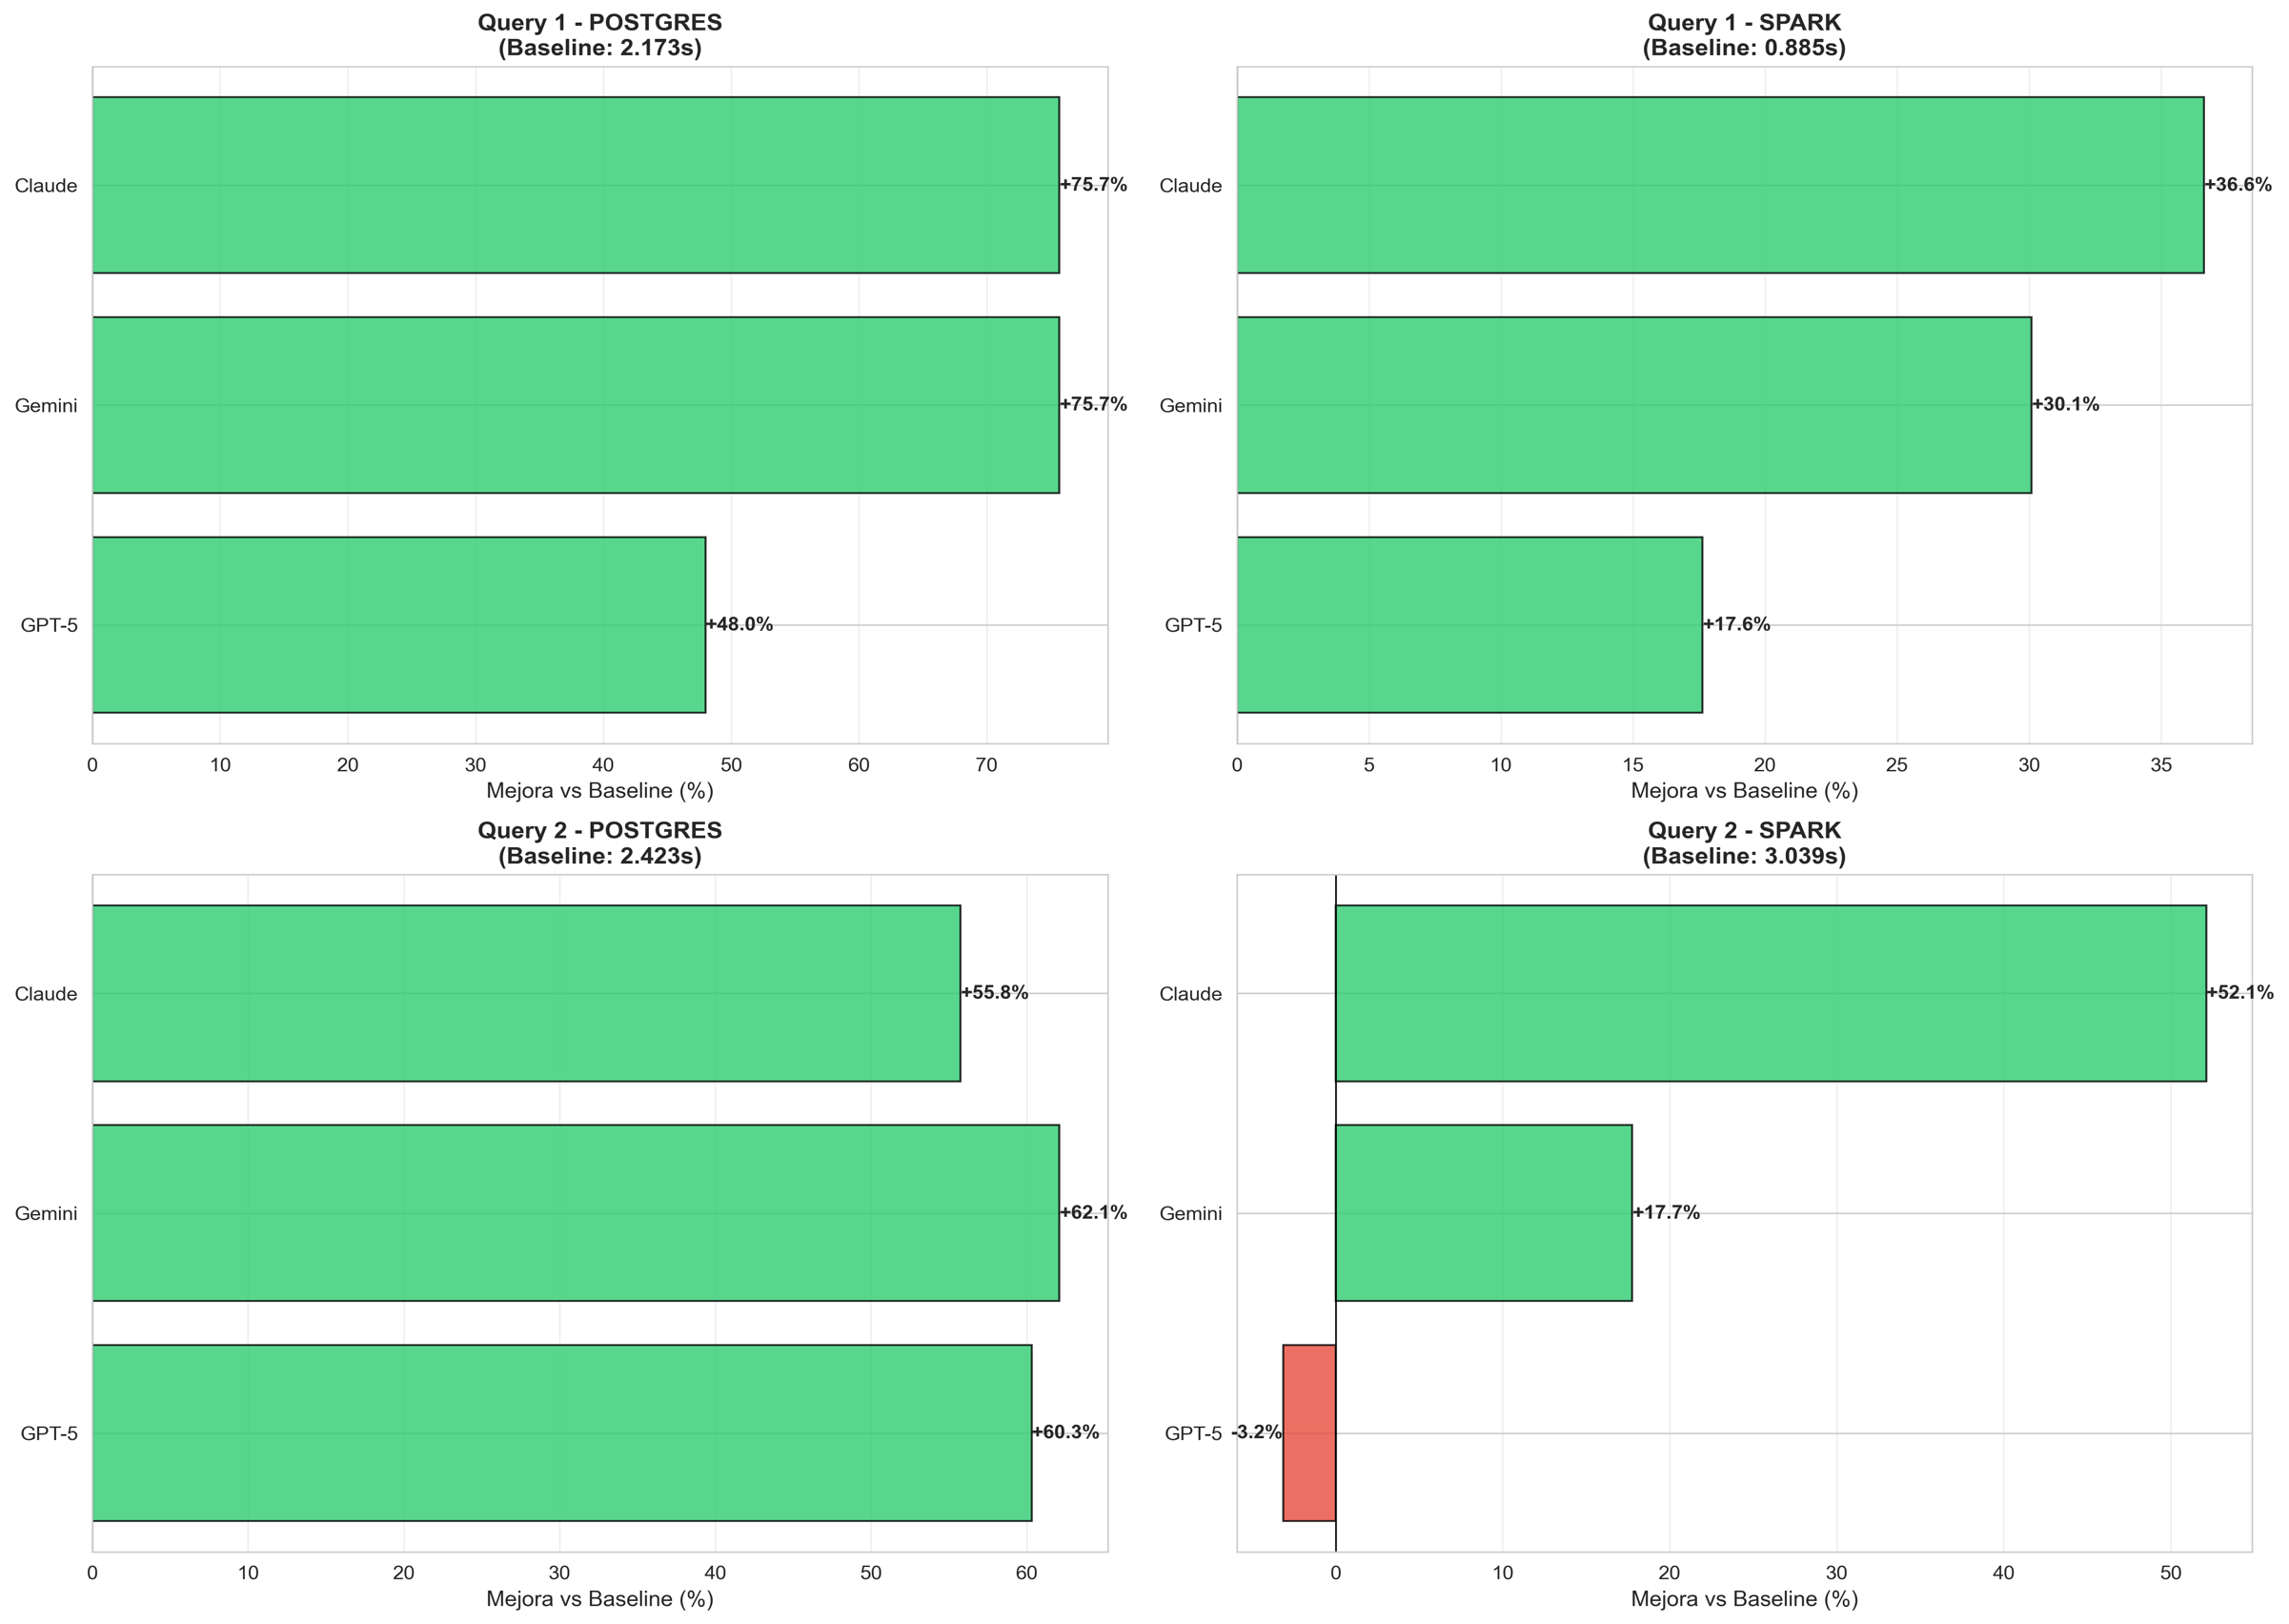 Query 1 - POSTGRES
(Baseline: 2.173s)
Claude
+75.7%
Gemini
+75.7%
GPT-5
+48.0%
0 10 20 30 40 50 60 70
Mejora vs Baseline (%)
Query 1 - SPARK
(Baseline: 0.885s)
Claude
+36.6%
Gemini
+30.1%
GPT-5
+17.6%
0 5 10 15 20 25 30 35
Mejora vs Baseline (%)
Query 2 - POSTGRES
(Baseline: 2.423s)
Claude
+55.8%
Gemini
+62.1%
GPT-5
+60.3%
0 10 20 30 40 50 60
Mejora vs Baseline (%)
Query 2 - SPARK
(Baseline: 3.039s)
Claude
+52.1%
Gemini
+17.7%
GPT-5
-3.2%
0 10 20 30 40 50
Mejora vs Baseline (%)